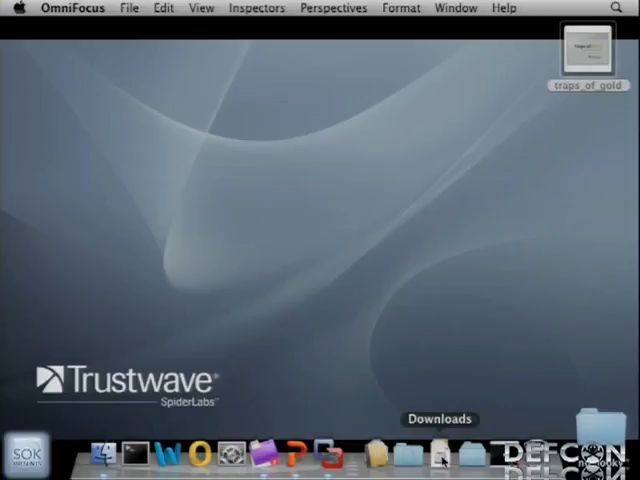 OmniFocus File Edit View Inspectors Perspectives Format Window Help
traps_of_gold
Trustwave®
SpiderLabs
Downloads
SOK
DEFCON